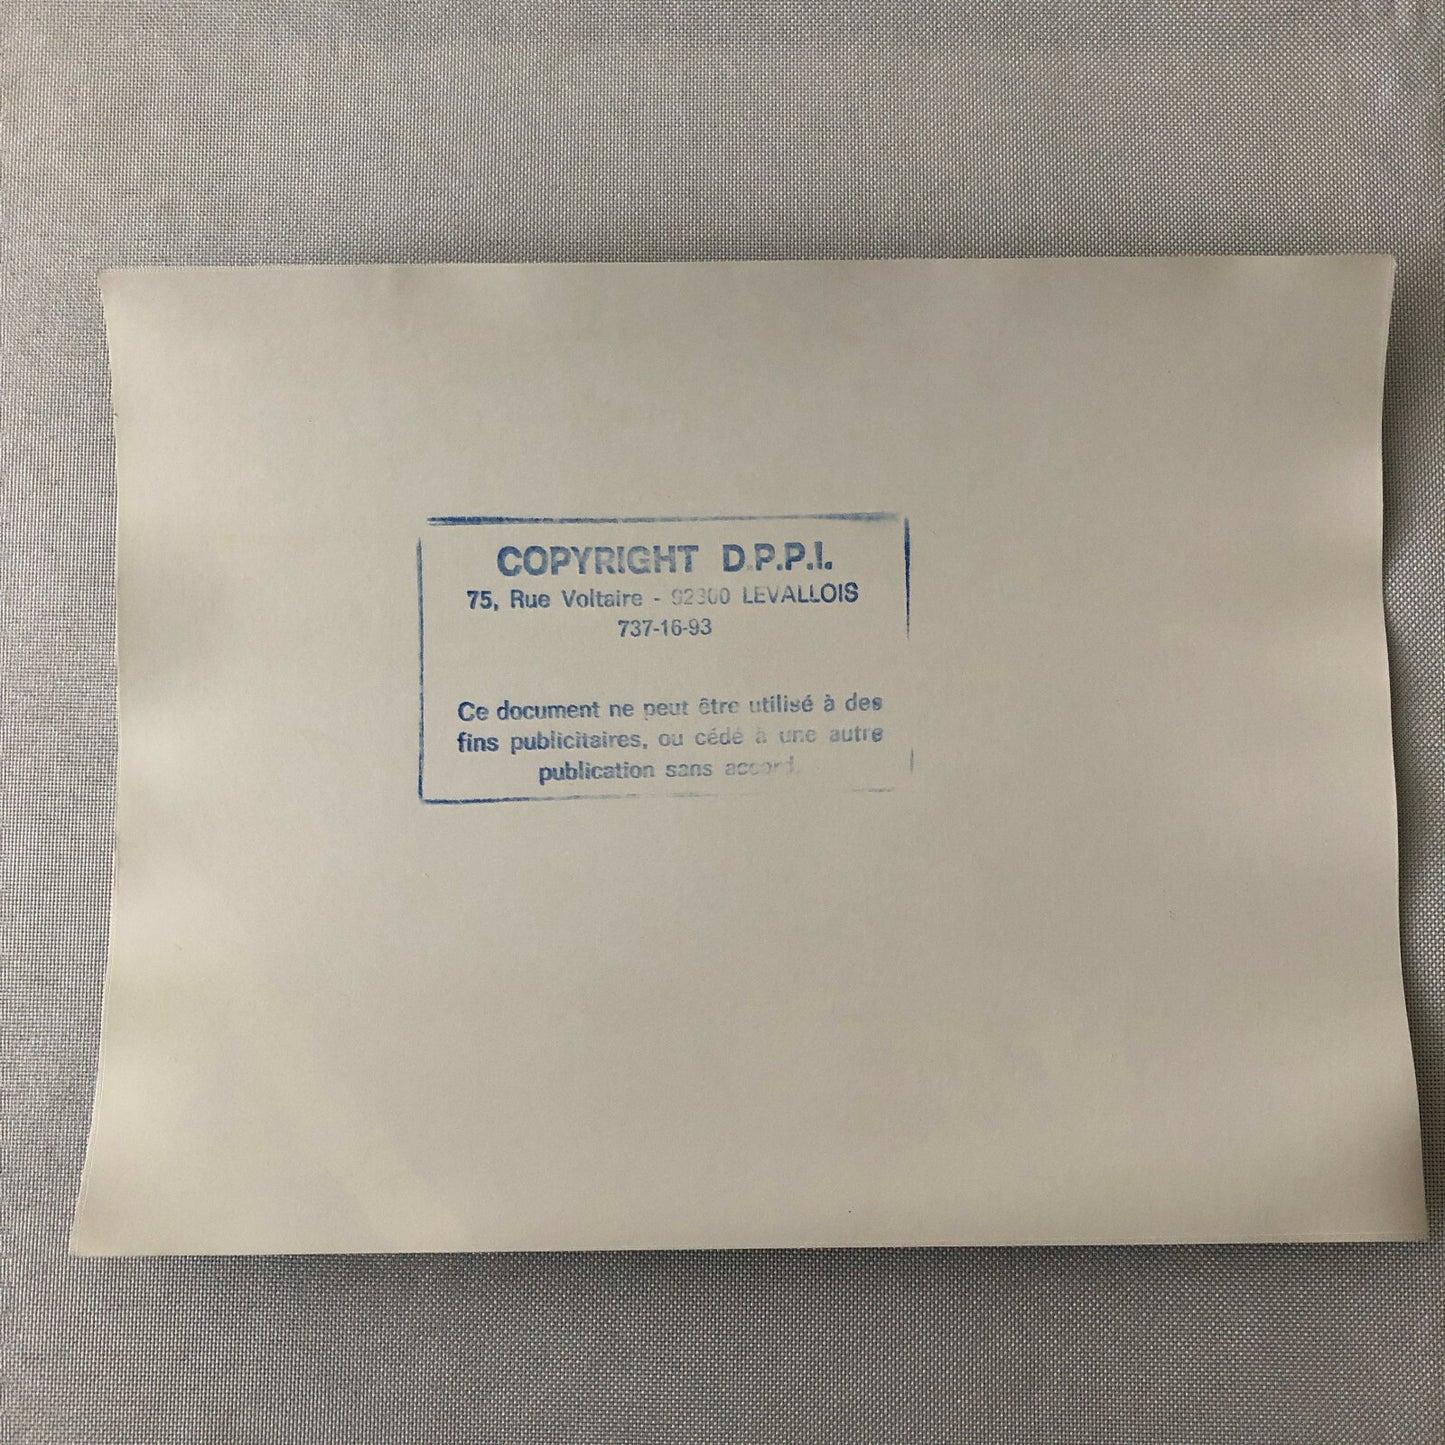 COPYRIGHT D.P.P.I.
75, Rue Voltaire - 92300 LEVALLOIS
737-16-93
Ce document ne peut être utilisé à des
fins publicitaires, ou cédé à une autre
publication sans accord.